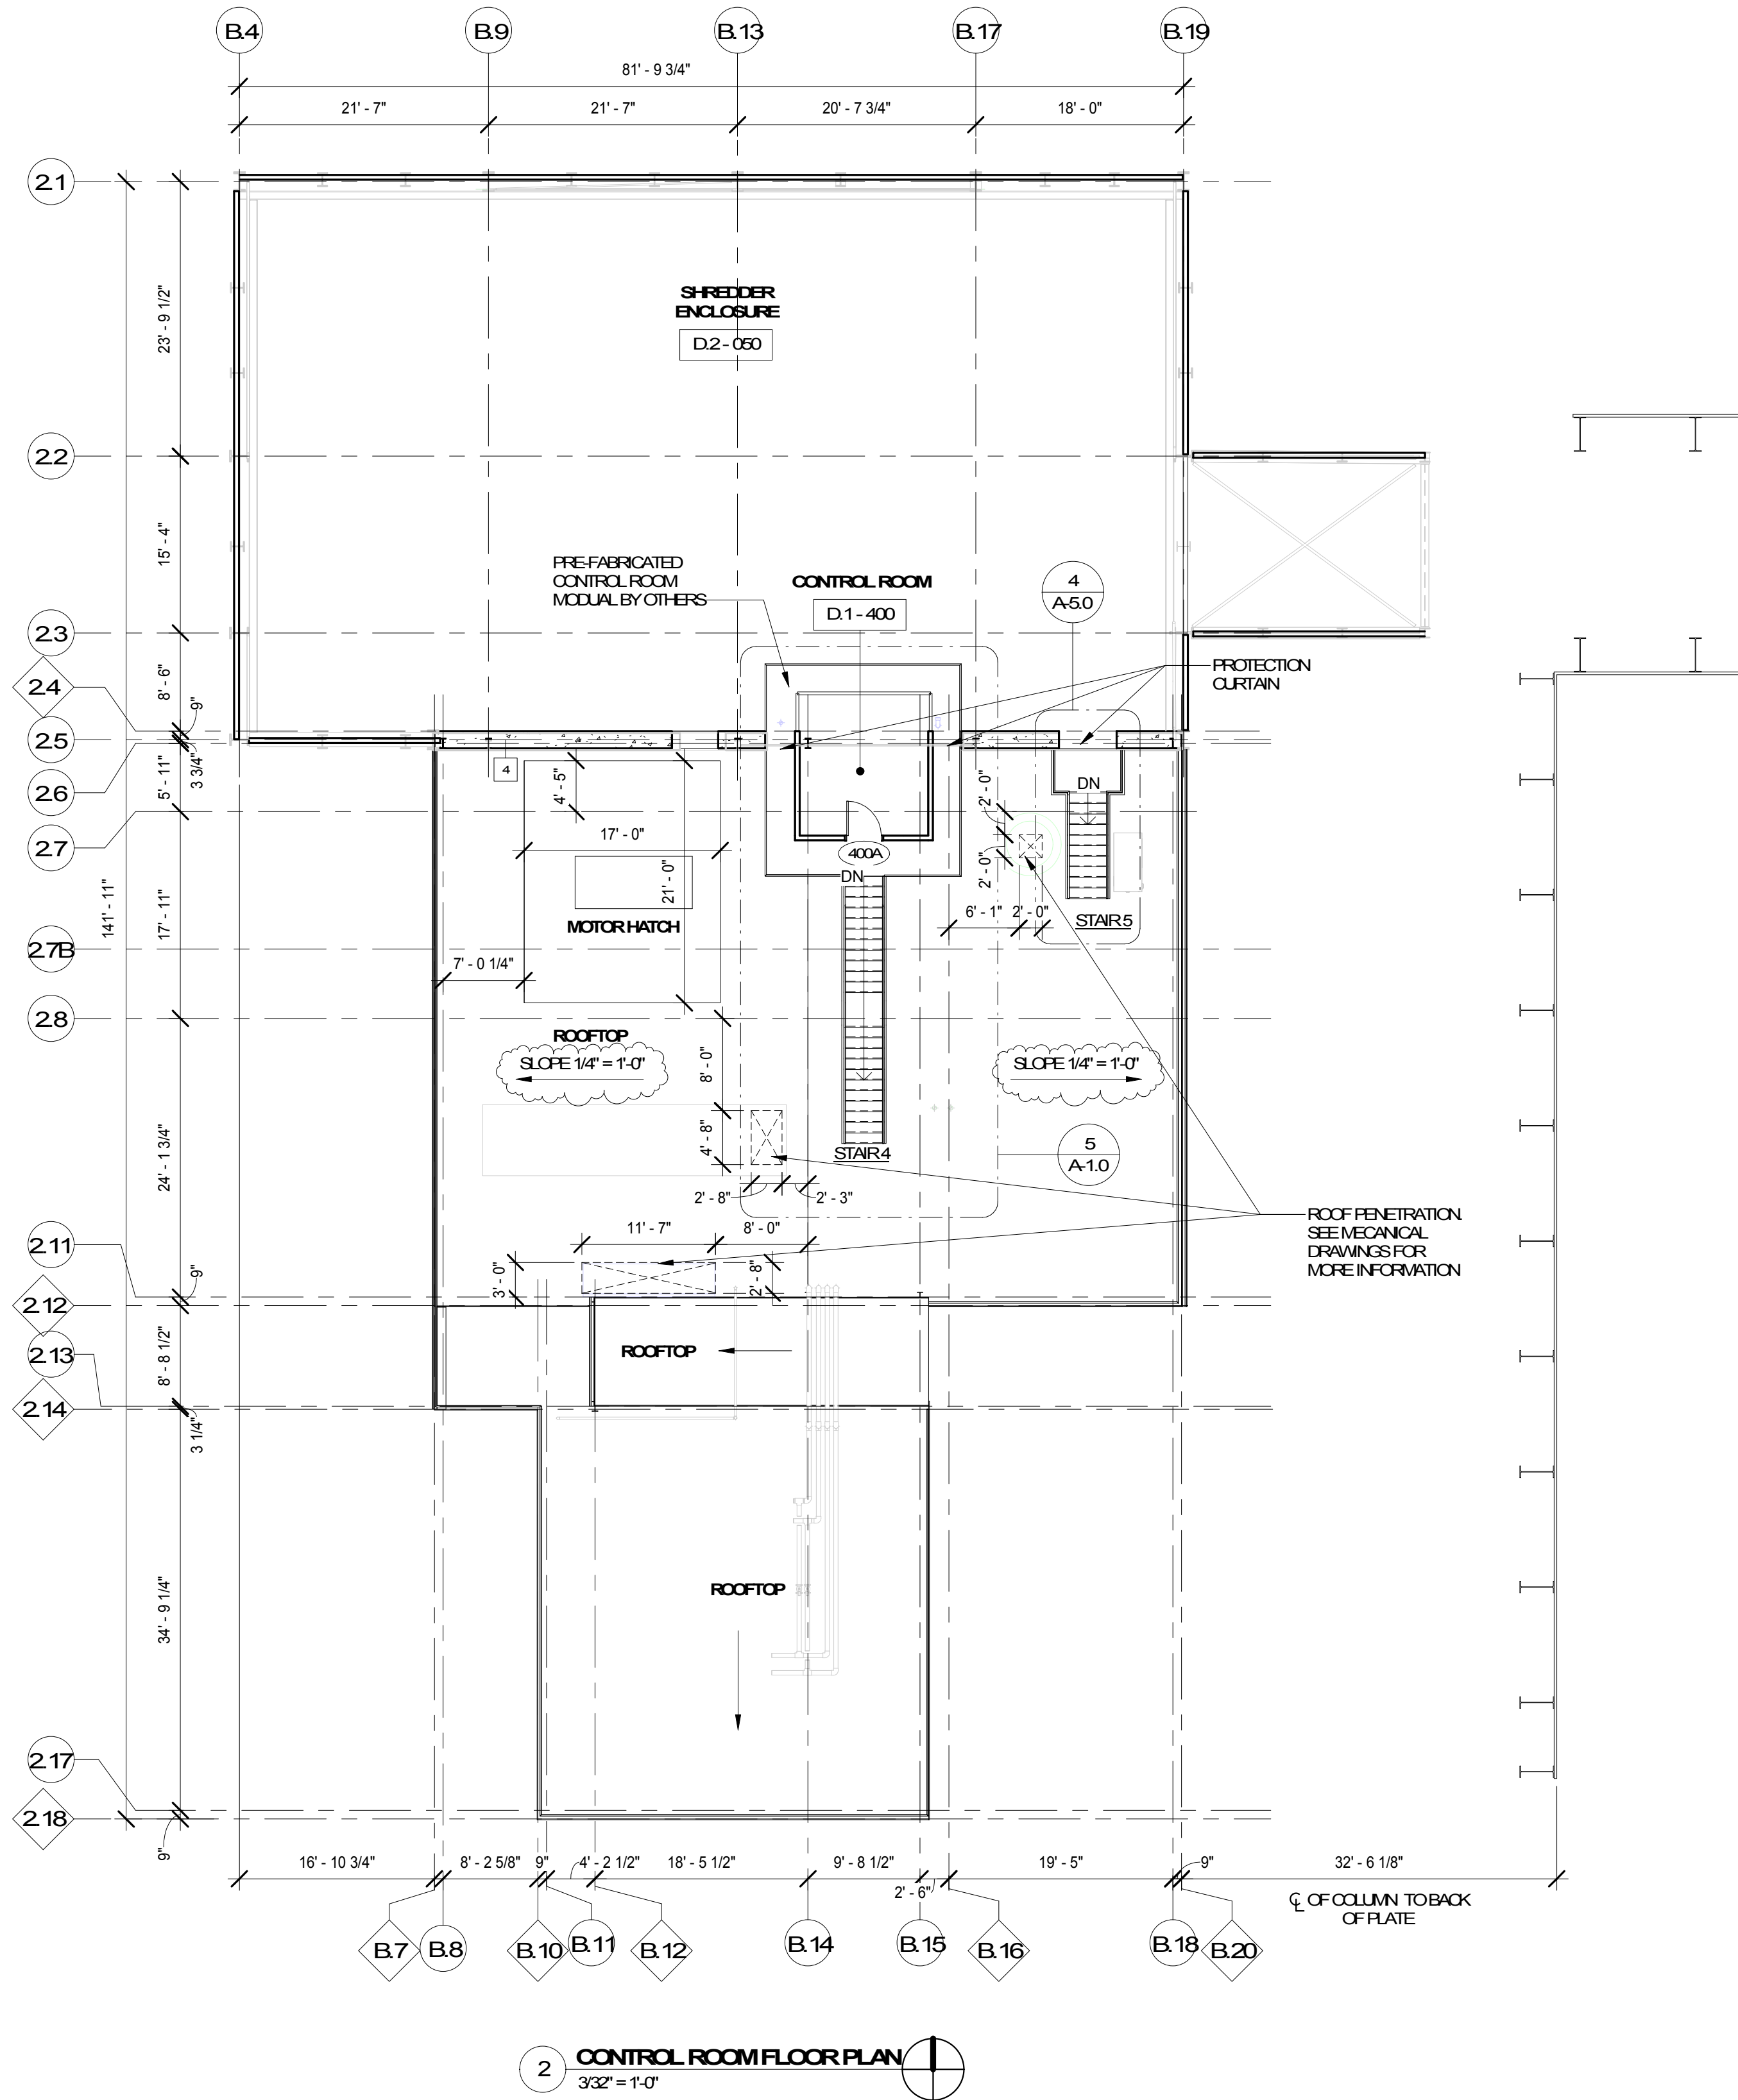 B.4
B.9
B.13
B.17
B.19
81' - 9 3/4"
21' - 7"
21' - 7"
20' - 7 3/4"
18' - 0"
2.1
2.2
2.3
2.4
2.5
2.6
2.7
2.7B
2.8
2.11
2.12
2.13
2.14
2.17
2.18
141' - 11"
23' - 9 1/2"
15' - 4"
8' - 6"
9"
3 3/4"
5' - 11"
17' - 11"
24' - 1 3/4"
9"
8' - 8 1/2"
3 1/4"
34' - 9 1/4"
9"
SHREDDER
ENCLOSURE
D.2 - 050
PRE-FABRICATED
CONTROL ROOM
MODUAL BY OTHERS
CONTROL ROOM
D.1 - 400
4
A-5.0
PROTECTION
CURTAIN
4
4' - 5"
17' - 0"
21' - 0"
MOTOR HATCH
7' - 0 1/4"
400A
DN
DN
2' - 0"
2' - 0"
6' - 1"
2' - 0"
STAIR 5
ROOFTOP
SLOPE 1/4" = 1'-0"
SLOPE 1/4" = 1'-0"
8' - 0"
4' - 8"
STAIR 4
5
A-1.0
2' - 8"
2' - 3"
11' - 7"
8' - 0"
3' - 0"
2' - 8"
ROOF PENETRATION.
SEE MECANICAL
DRAWINGS FOR
MORE INFORMATION
ROOFTOP
ROOFTOP
16' - 10 3/4"
8' - 2 5/8"
9"
4' - 2 1/2"
18' - 5 1/2"
9' - 8 1/2"
2' - 6"
19' - 5"
9"
32' - 6 1/8"
℄ OF COLUMN TO BACK
OF PLATE
B.7
B.8
B.10
B.11
B.12
B.14
B.15
B.16
B.18
B.20
2
CONTROL ROOM FLOOR PLAN
3/32" = 1'-0"